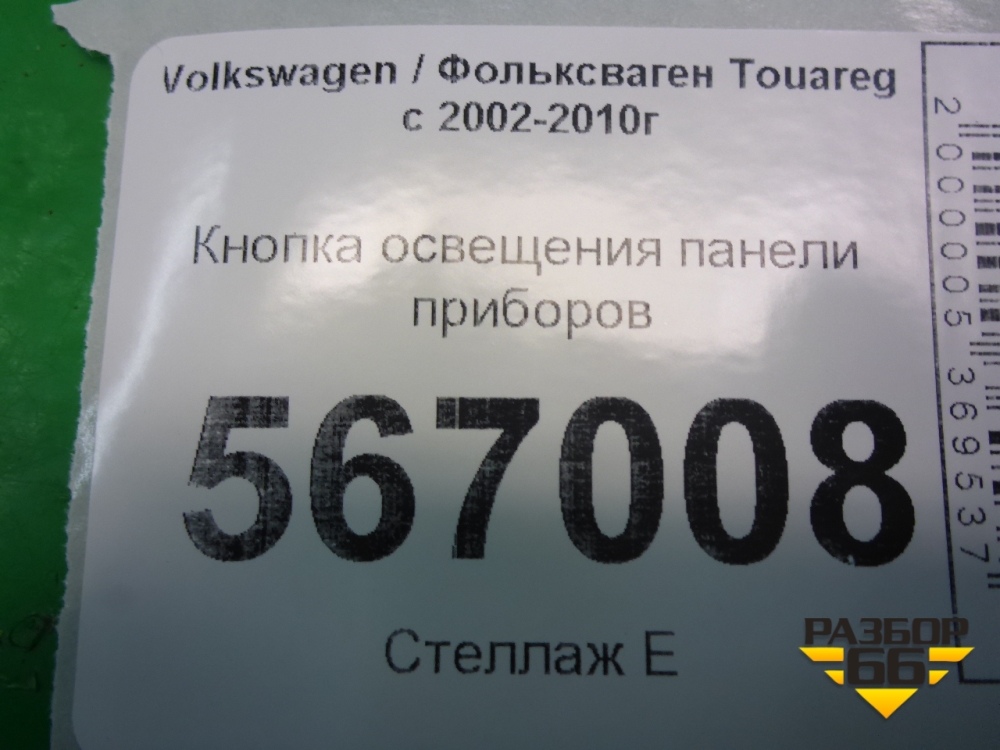 Volkswagen / Фольксваген Touareg
с 2002-2010г
Кнопка освещения панели
приборов
567008
Стеллаж Е
2000005369537
РАЗБОР
66